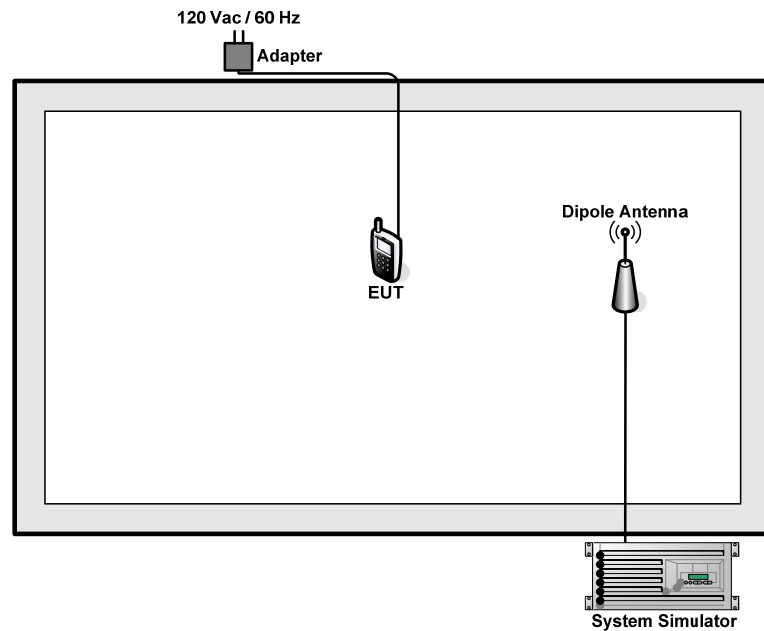 120 Vac / 60 Hz
Adapter
Dipole Antenna
EUT
System Simulator